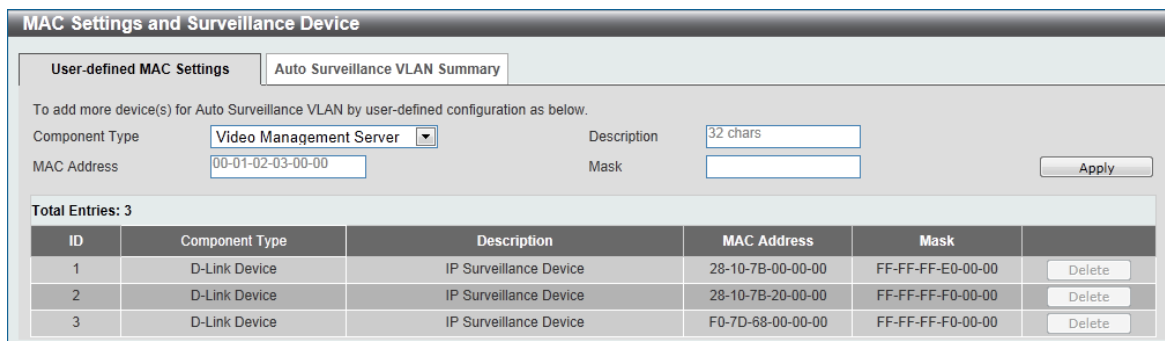 MAC Settings and Surveillance Device
User-defined MAC Settings Auto Surveillance VLAN Summary
To add more device(s) for Auto Surveillance VLAN by user-defined configuration as below.
Component Type Video Management Server Description 32 chars
MAC Address 00-01-02-03-00-00 Mask Apply
Total Entries: 3
ID Component Type Description MAC Address Mask
1 D-Link Device IP Surveillance Device 28-10-7B-00-00-00 FF-FF-FF-E0-00-00 Delete
2 D-Link Device IP Surveillance Device 28-10-7B-20-00-00 FF-FF-FF-F0-00-00 Delete
3 D-Link Device IP Surveillance Device F0-7D-68-00-00-00 FF-FF-FF-F0-00-00 Delete